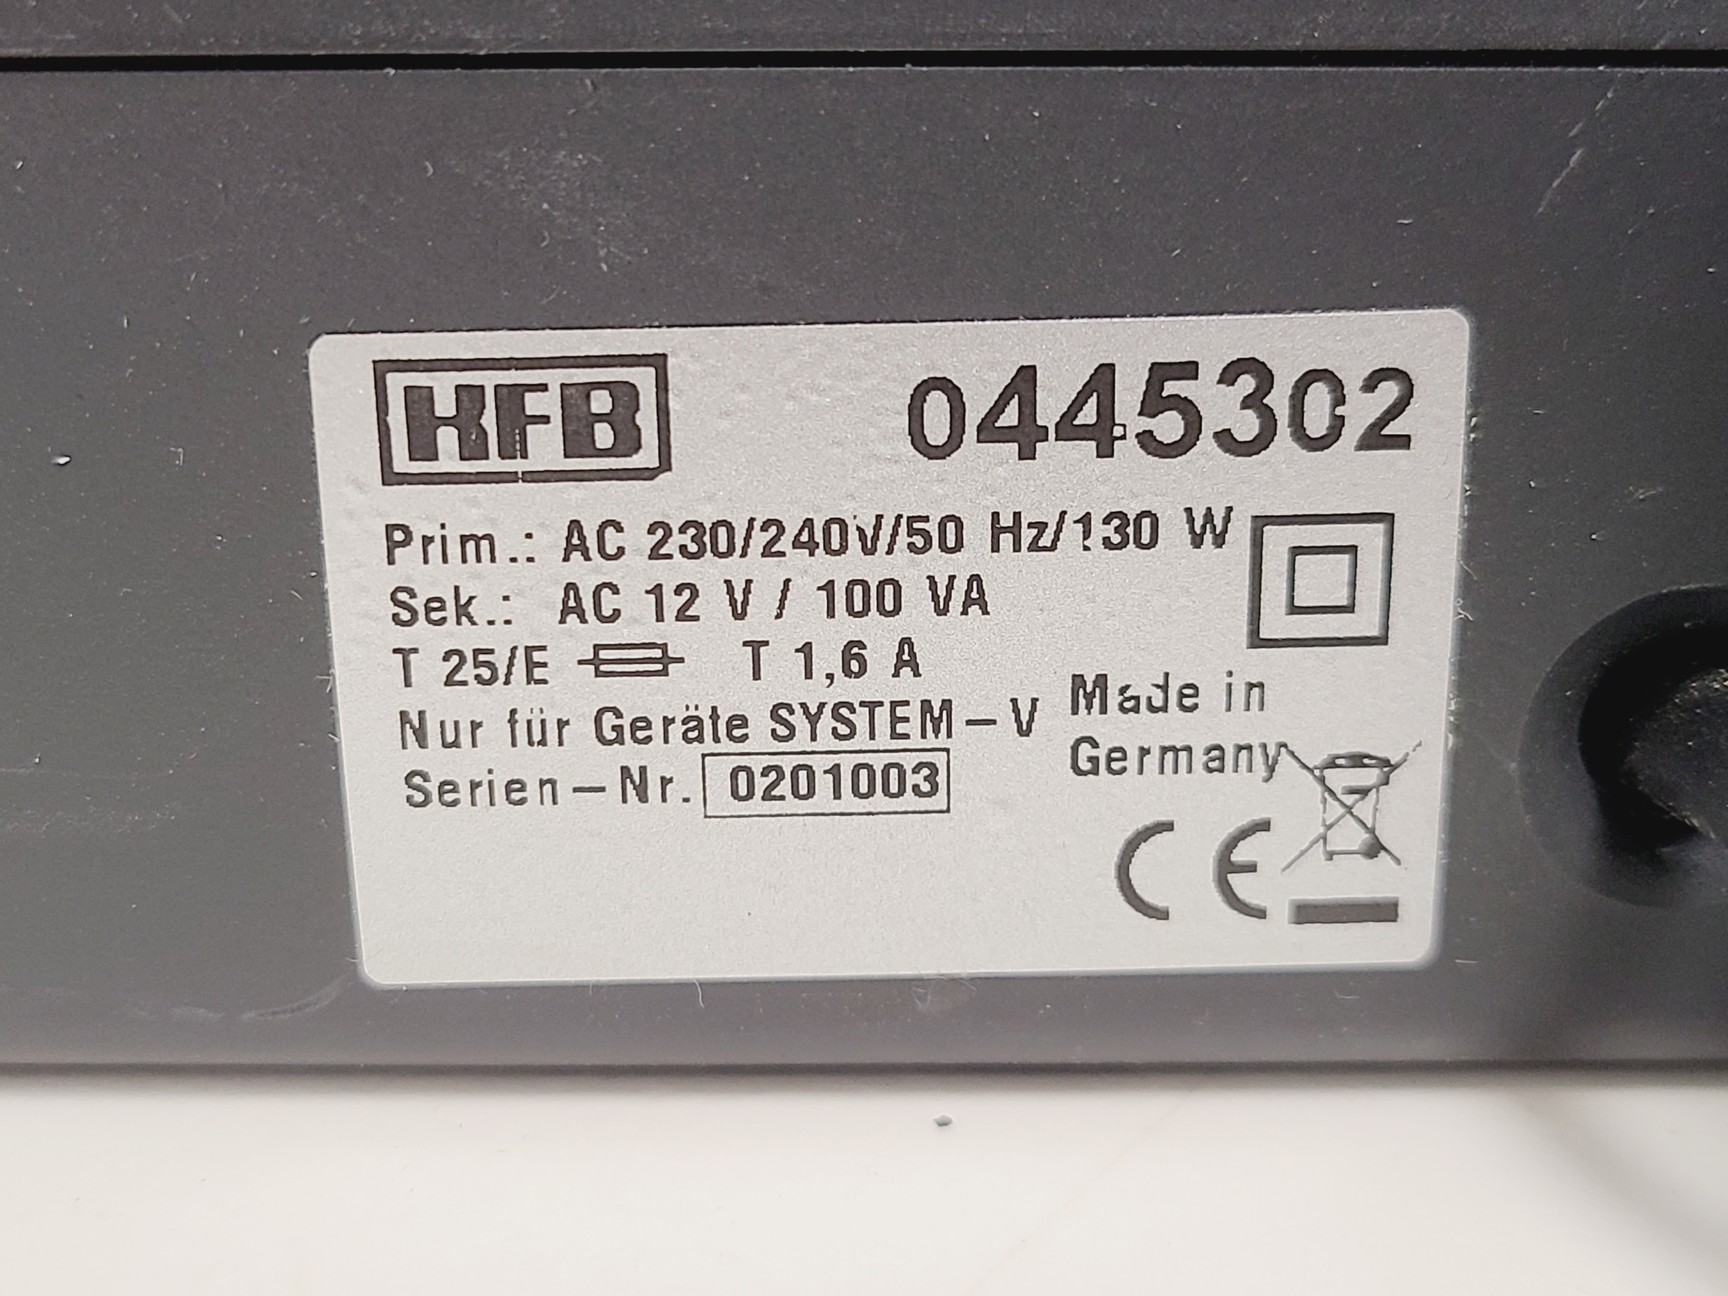 HFB 0445302
Prim.: AC 230/240V/50 Hz/130 W
Sek.: AC 12 V / 100 VA
T 25/E T 1,6 A
Nur für Geräte SYSTEM-V
Serien-Nr. 0201003
Made in
Germany
CE